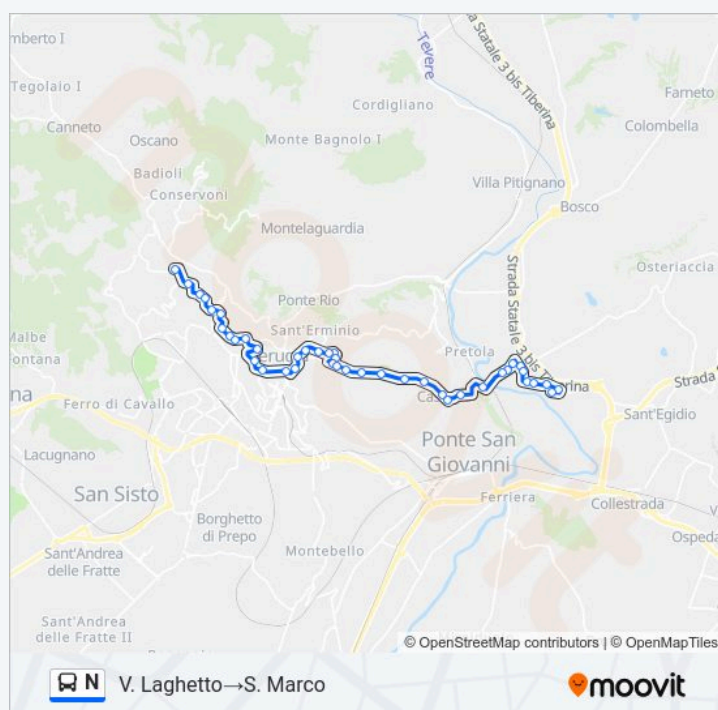 mberto I
Tegolaio I
Canneto
Oscano
Badioli
Conservoni
Tevere
Cordigliano
Monte Bagnolo I
Strada Statale 3 bis Tiberina
Farneto
Colombella
Villa Pitignano
Bosco
Montelaguardia
Osteriaccia
Ponte Rio
Sant'Erminio
Strada Statale 3 bis Tiberina
Malbe
Fontana
Pretola
Strada S
na
Ferro di Cavallo
Sant'Egidio
Lacugnano
Ponte San
Giovanni
San Sisto
Ferriera
Collestrada
Borghetto
di Prepo
Montebello
Ospeda
Sant'Andrea
delle Fratte
Sant'Andrea
delle Fratte II
© OpenStreetMap contributors | © OpenMapTiles
N V. Laghetto→S. Marco
moovit